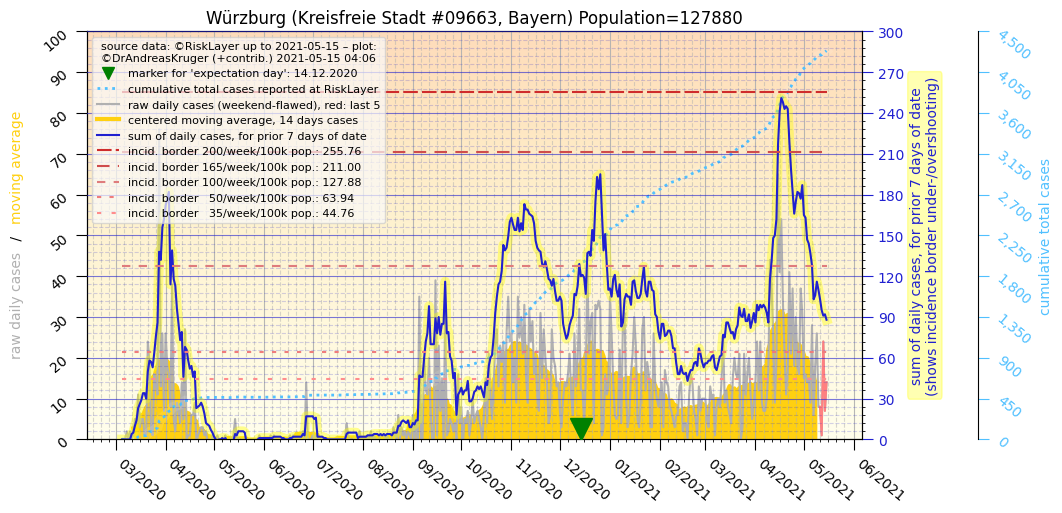 Würzburg (Kreisfreie Stadt #09663, Bayern) Population=127880
source data: ©RiskLayer up to 2021-05-15 – plot:
©DrAndreasKruger (+contrib.) 2021-05-15 04:06
marker for 'expectation day': 14.12.2020
cumulative total cases reported at RiskLayer
raw daily cases (weekend-flawed), red: last 5
centered moving average, 14 days cases
sum of daily cases, for prior 7 days of date
incid. border 200/week/100k pop.: 255.76
incid. border 165/week/100k pop.: 211.00
incid. border 100/week/100k pop.: 127.88
incid. border   50/week/100k pop.: 63.94
incid. border   35/week/100k pop.: 44.76
raw daily cases  /  moving average
100
90
80
70
60
50
40
30
20
10
0
03/2020
04/2020
05/2020
06/2020
07/2020
08/2020
09/2020
10/2020
11/2020
12/2020
01/2021
02/2021
03/2021
04/2021
05/2021
06/2021
300
270
240
210
180
150
120
90
60
30
0
sum of daily cases, for prior 7 days of date
(shows incidence border under-/overshooting)
4,500
4,050
3,600
3,150
2,700
2,250
1,800
1,350
900
450
0
cumulative total cases